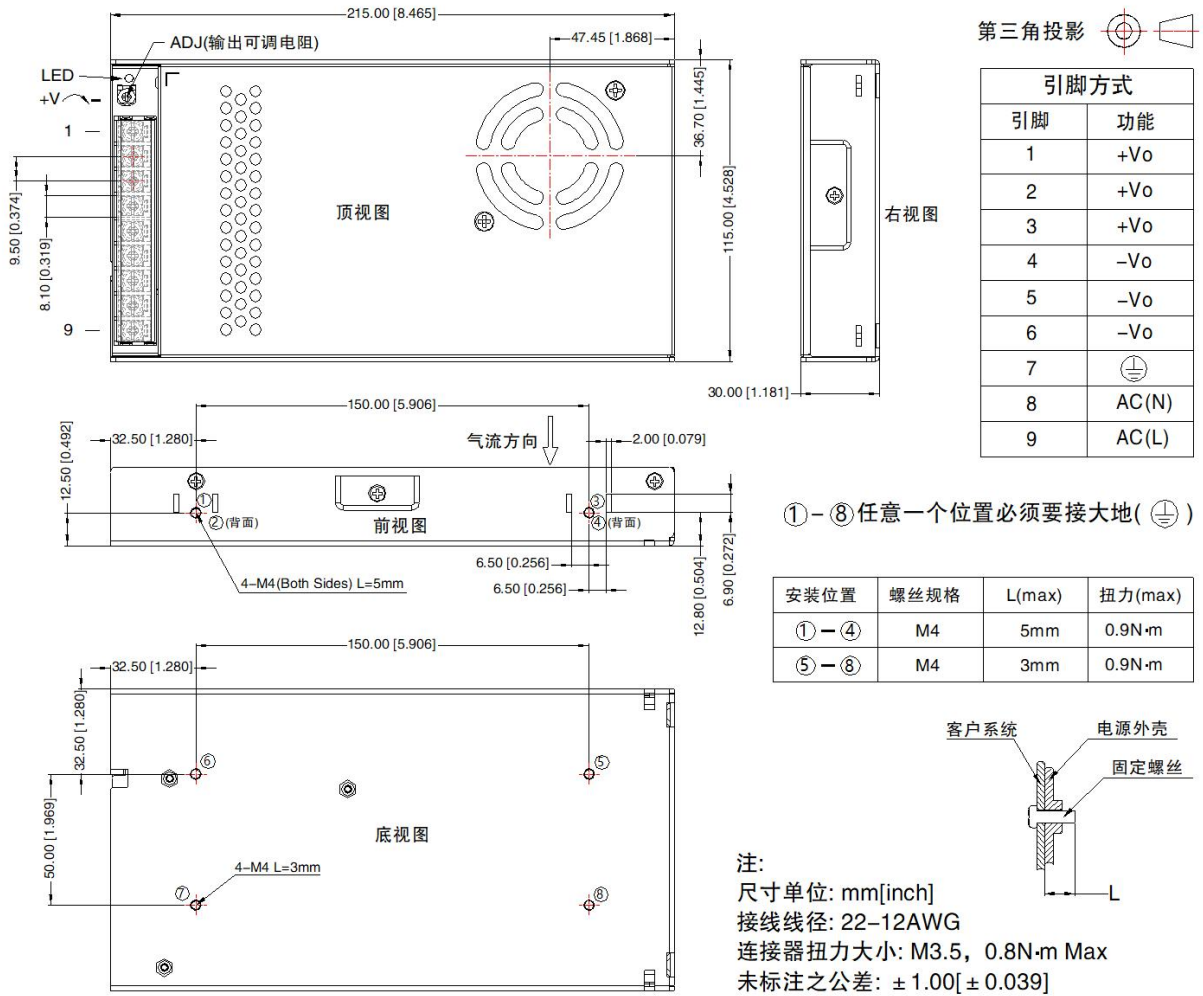 215.00 [8.465]
47.45 [1.868]
ADJ(输出可调电阻)
LED
+V
−
1
9
9.50 [0.374]
8.10 [0.319]
顶视图
36.70 [1.445]
115.00 [4.528]
右视图
30.00 [1.181]
第三角投影
引脚方式
引脚 功能
1 +Vo
2 +Vo
3 +Vo
4 −Vo
5 −Vo
6 −Vo
7
8 AC(N)
9 AC(L)
150.00 [5.906]
32.50 [1.280]
气流方向
2.00 [0.079]
12.50 [0.492]
①
②(背面)
前视图
③
④(背面)
6.50 [0.256]
6.50 [0.256]
12.80 [0.504]
6.90 [0.272]
4−M4(Both Sides) L=5mm
①−⑧任意一个位置必须要接大地( )
安装位置 螺丝规格 L(max) 扭力(max)
①−④ M4 5mm 0.9N·m
⑤−⑧ M4 3mm 0.9N·m
150.00 [5.906]
32.50 [1.280]
32.50 [1.280]
50.00 [1.969]
⑥
⑤
底视图
4−M4 L=3mm
⑦
⑧
客户系统
电源外壳
固定螺丝
L
注:
尺寸单位: mm[inch]
接线线径: 22−12AWG
连接器扭力大小: M3.5，0.8N·m Max
未标注之公差: ±1.00[±0.039]